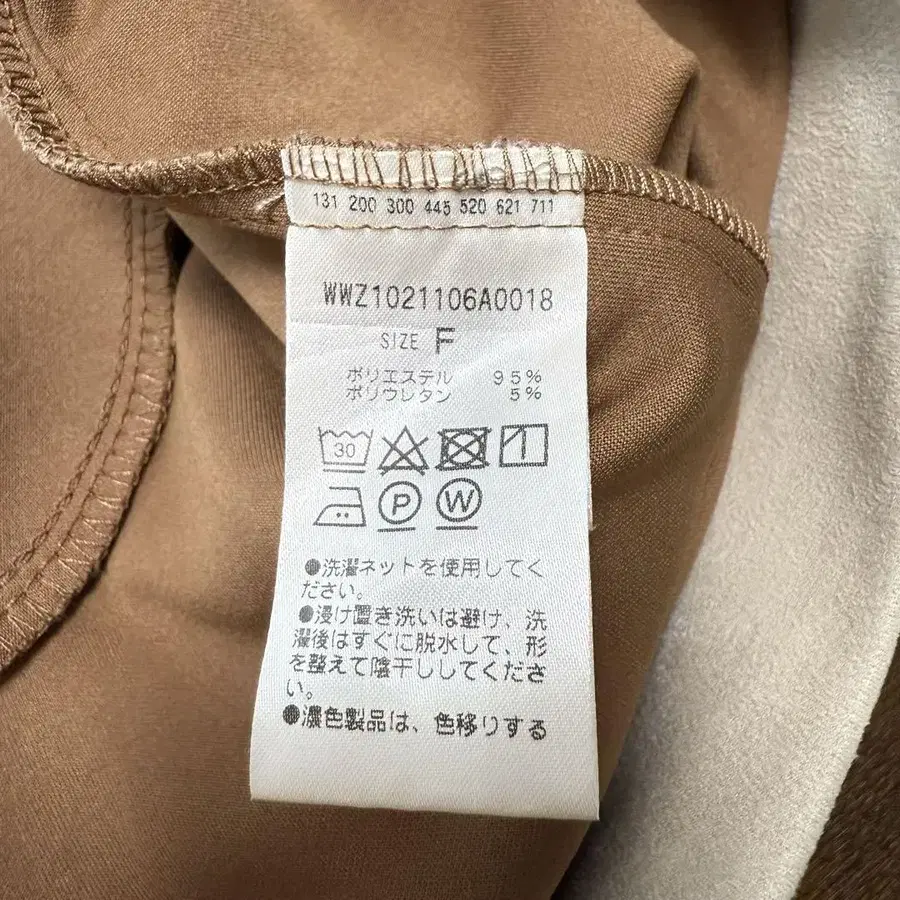 131 200 300 445 520 621 711
WWZ1021106A0018
SIZE F
ポリエステル 95%
ポリウレタン 5%
30
P W
●洗濯ネットを使用してく
ださい。
●浸け置き洗いは避け、洗
濯後はすぐに脱水して、形
を整えて陰干ししてくださ
い。
●濃色製品は、色移りする